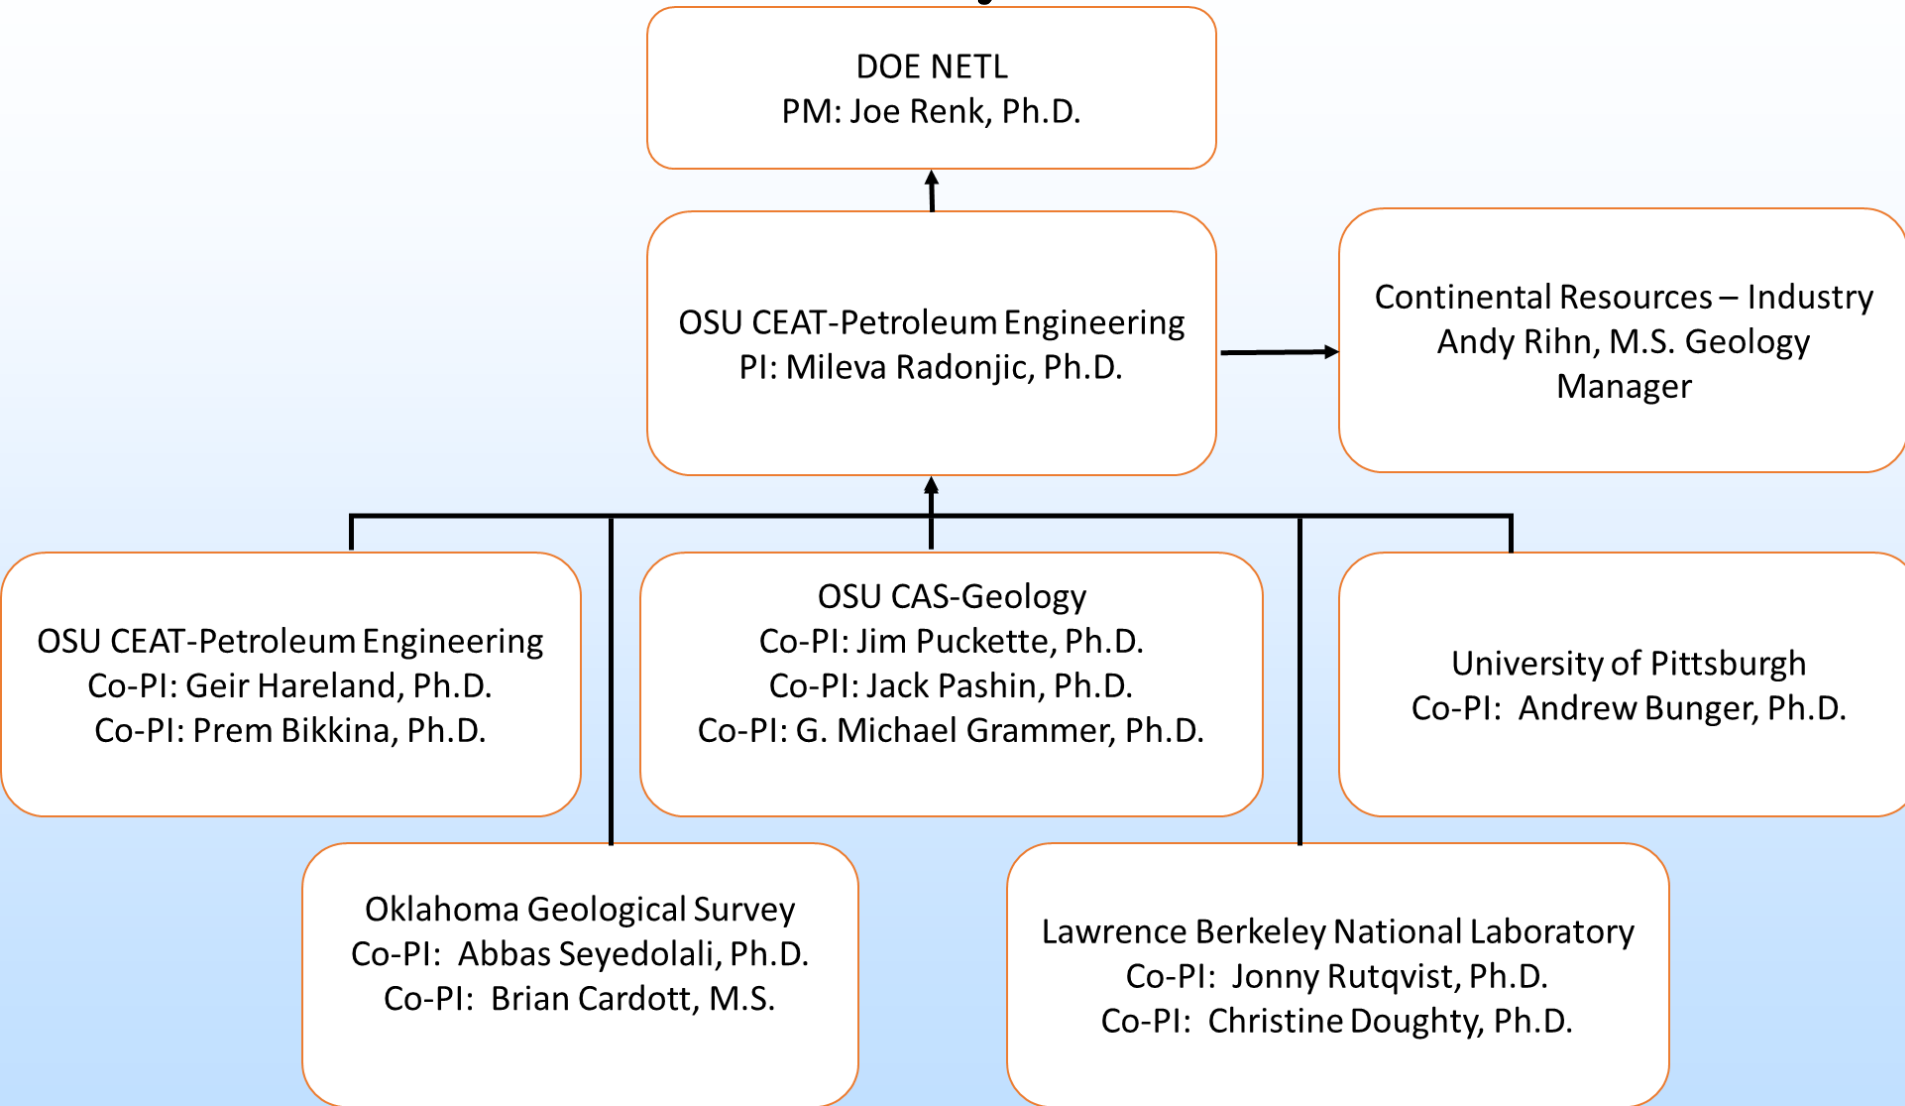 DOE NETL
PM: Joe Renk, Ph.D.
OSU CEAT-Petroleum Engineering
PI: Mileva Radonjic, Ph.D.
Continental Resources – Industry
Andy Rihn, M.S. Geology
Manager
OSU CEAT-Petroleum Engineering
Co-PI: Geir Hareland, Ph.D.
Co-PI: Prem Bikkina, Ph.D.
OSU CAS-Geology
Co-PI: Jim Puckette, Ph.D.
Co-PI: Jack Pashin, Ph.D.
Co-PI: G. Michael Grammer, Ph.D.
University of Pittsburgh
Co-PI:  Andrew Bunger, Ph.D.
Oklahoma Geological Survey
Co-PI:  Abbas Seyedolali, Ph.D.
Co-PI:  Brian Cardott, M.S.
Lawrence Berkeley National Laboratory
Co-PI:  Jonny Rutqvist, Ph.D.
Co-PI:  Christine Doughty, Ph.D.